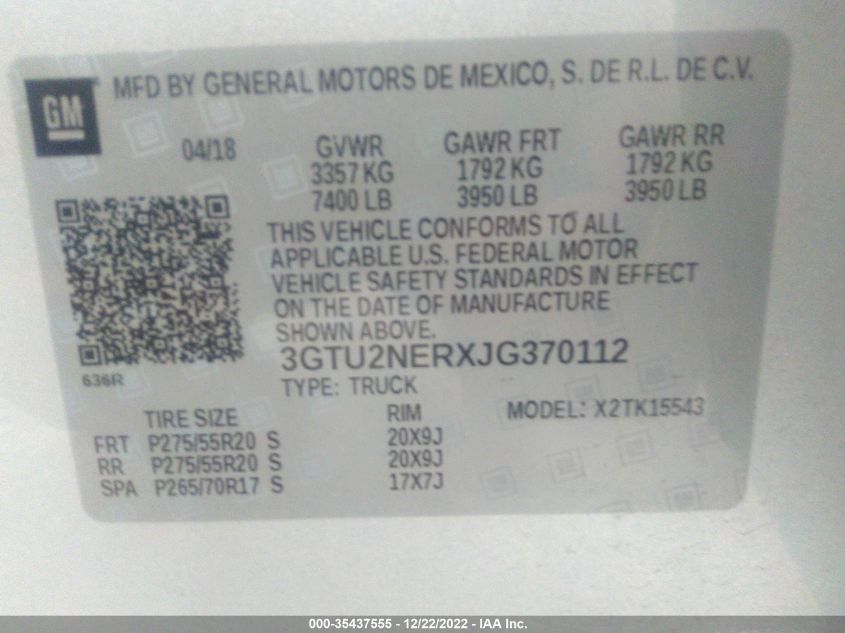 GM
MFD BY GENERAL MOTORS DE MEXICO, S. DE R.L. DE C.V.
04/18 GVWR GAWR FRT GAWR RR
3357 KG 1792 KG 1792 KG
7400 LB 3950 LB 3950 LB
THIS VEHICLE CONFORMS TO ALL
APPLICABLE U.S. FEDERAL MOTOR
VEHICLE SAFETY STANDARDS IN EFFECT
ON THE DATE OF MANUFACTURE
SHOWN ABOVE.
3GTU2NERXJG370112
636R
TYPE: TRUCK
TIRE SIZE RIM MODEL: X2TK15543
FRT P275/55R20 S 20X9J
RR P275/55R20 S 20X9J
SPA P265/70R17 S 17X7J
000-35437555 - 12/22/2022 - IAA Inc.